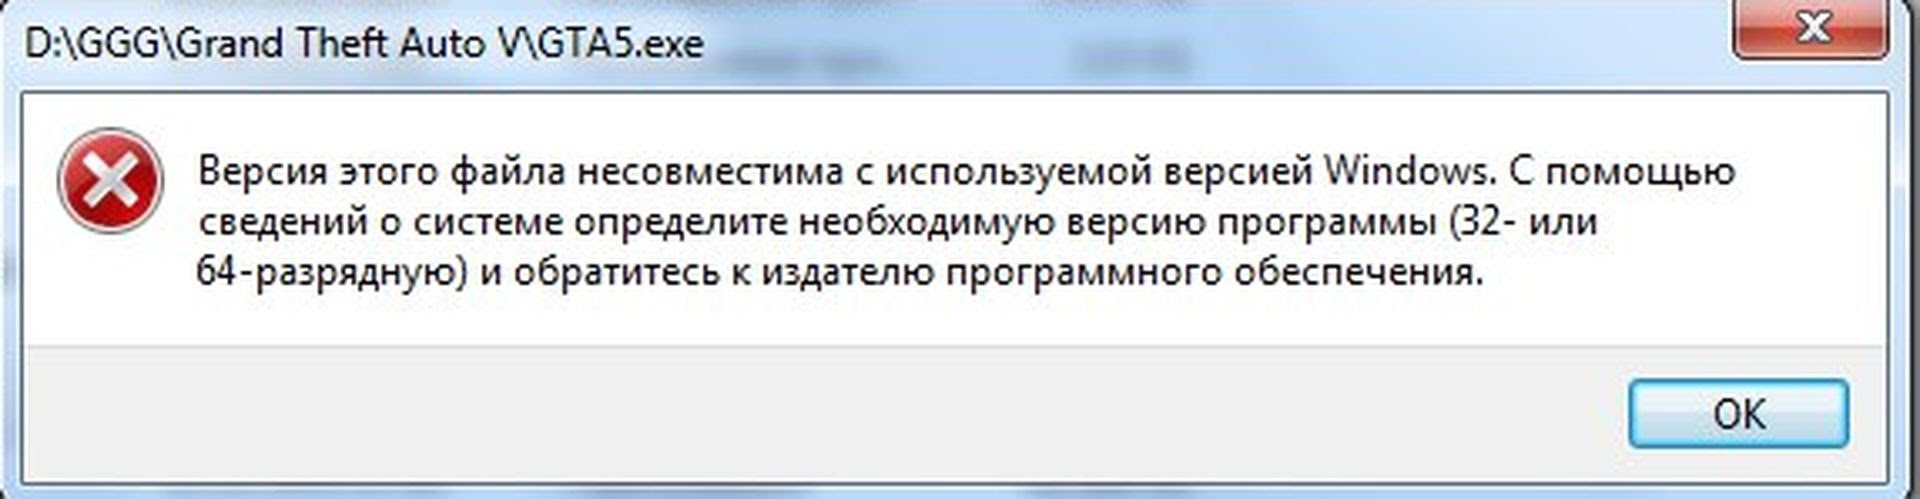 D:\GGG\Grand Theft Auto V\GTA5.exe
Версия этого файла несовместима с используемой версией Windows. С помощью
сведений о системе определите необходимую версию программы (32- или
64-разрядную) и обратитесь к издателю программного обеспечения.
ОК